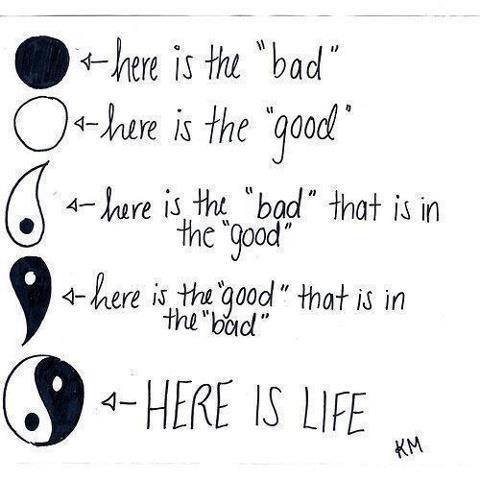 here is the "bad"
here is the "good"
here is the "bad" that is in
the "good"
here is the "good" that is in
the "bad"
HERE IS LIFE
KM